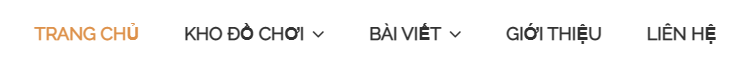 TRANG CHỦ KHO ĐỒ CHƠI BÀI VIẾT GIỚI THIỆU LIÊN HỆ